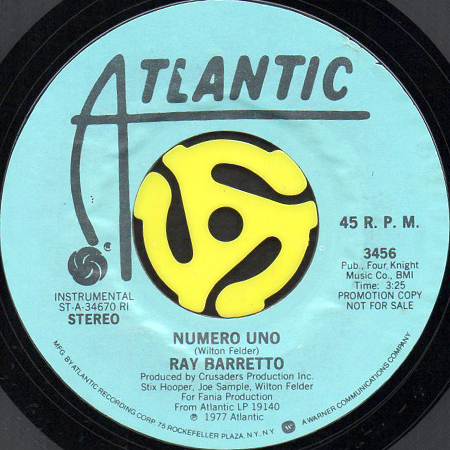 ATLANTIC
45 R. P. M.
3456
Pub., Four Knight
Music Co., BMI
Time: 3:25
PROMOTION COPY
NOT FOR SALE
INSTRUMENTAL
ST-A-34670 RI
STEREO
NUMERO UNO
(Wilton Felder)
RAY BARRETTO
Produced by Crusaders Production Inc.
Stix Hooper, Joe Sample, Wilton Felder
For Fania Production
From Atlantic LP 19140
℗ 1977 Atlantic
MFG. BY ATLANTIC RECORDING CORP. 75 ROCKEFELLER PLAZA, N.Y., N.Y.
A WARNER COMMUNICATIONS COMPANY